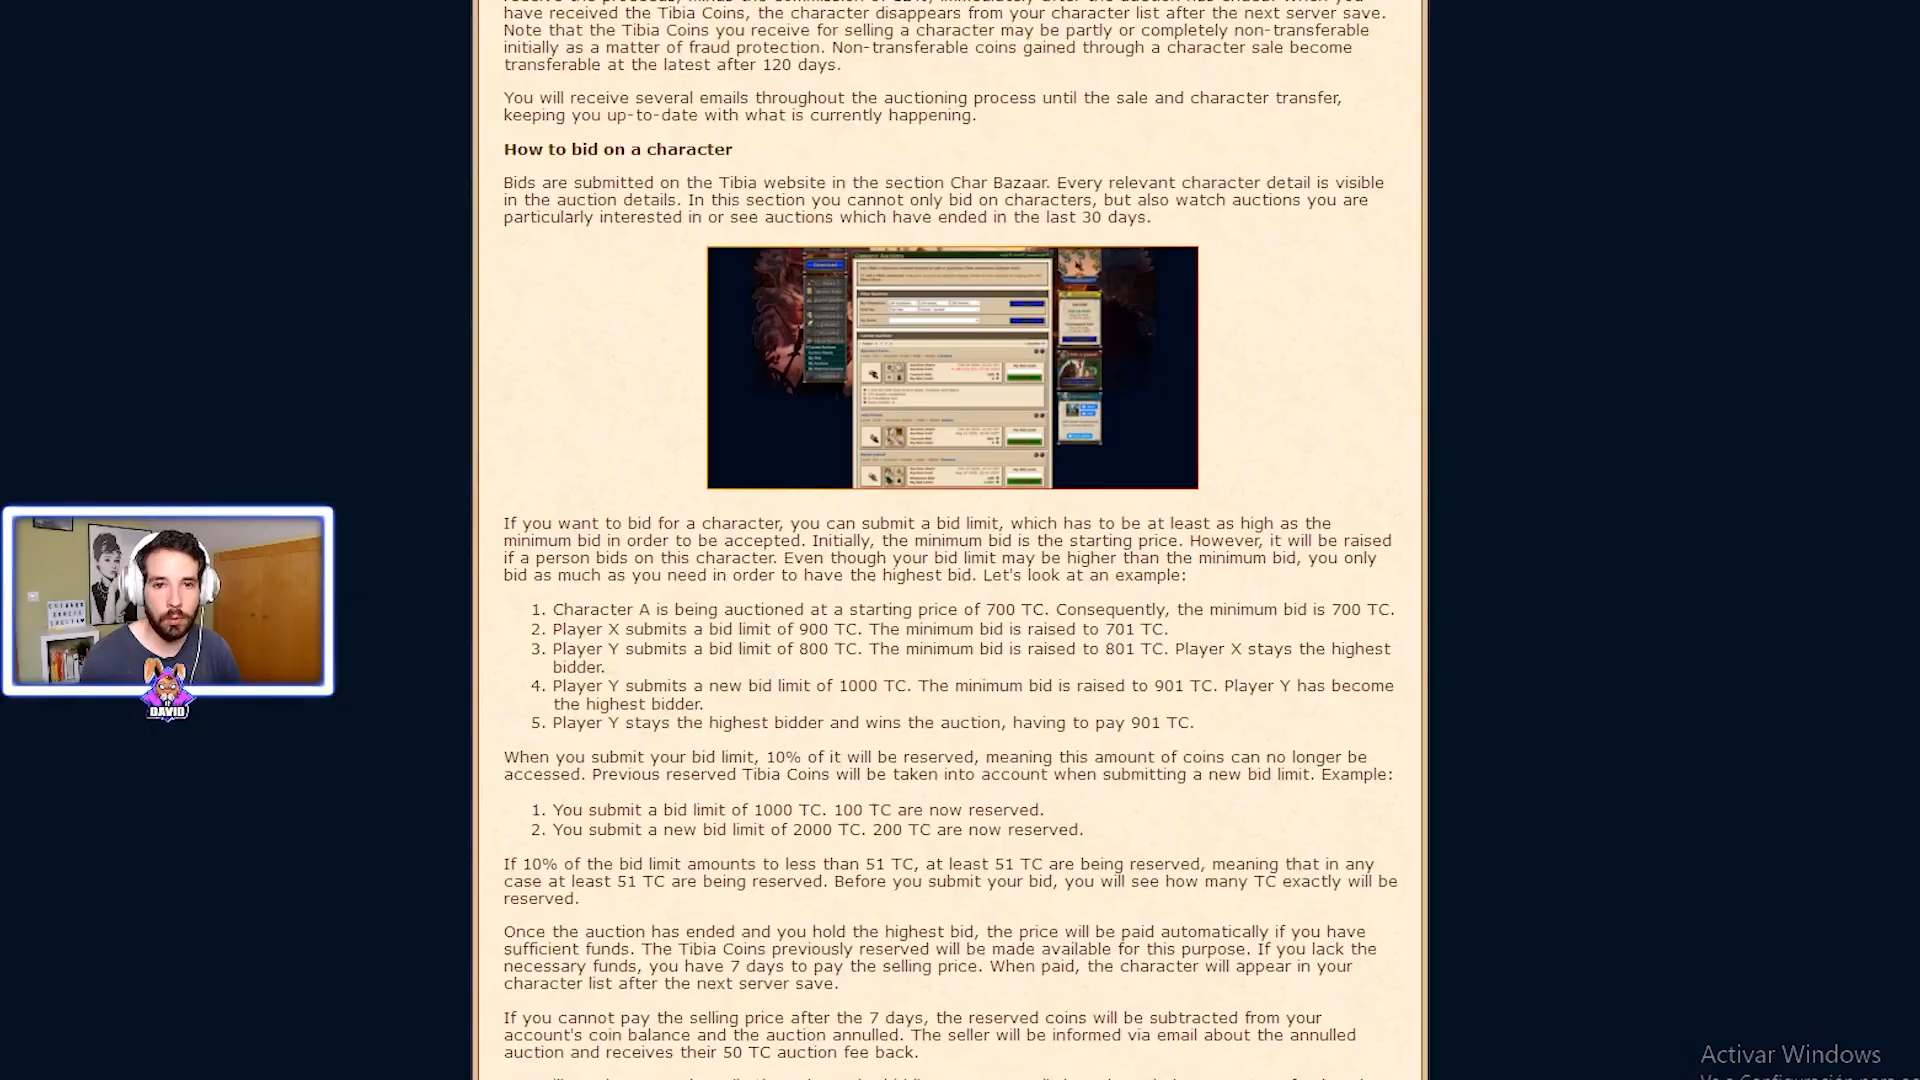 have received the Tibia Coins, the character disappears from your character list after the next server save.
Note that the Tibia Coins you receive for selling a character may be partly or completely non-transferable
initially as a matter of fraud protection. Non-transferable coins gained through a character sale become
transferable at the latest after 120 days.
You will receive several emails throughout the auctioning process until the sale and character transfer,
keeping you up-to-date with what is currently happening.
How to bid on a character
Bids are submitted on the Tibia website in the section Char Bazaar. Every relevant character detail is visible
in the auction details. In this section you cannot only bid on characters, but also watch auctions you are
particularly interested in or see auctions which have ended in the last 30 days.
Download
If you want to bid for a character, you can submit a bid limit, which has to be at least as high as the
minimum bid in order to be accepted. Initially, the minimum bid is the starting price. However, it will be raised
if a person bids on this character. Even though your bid limit may be higher than the minimum bid, you only
bid as much as you need in order to have the highest bid. Let's look at an example:
1. Character A is being auctioned at a starting price of 700 TC. Consequently, the minimum bid is 700 TC.
2. Player X submits a bid limit of 900 TC. The minimum bid is raised to 701 TC.
3. Player Y submits a bid limit of 800 TC. The minimum bid is raised to 801 TC. Player X stays the highest
bidder.
4. Player Y submits a new bid limit of 1000 TC. The minimum bid is raised to 901 TC. Player Y has become
the highest bidder.
5. Player Y stays the highest bidder and wins the auction, having to pay 901 TC.
When you submit your bid limit, 10% of it will be reserved, meaning this amount of coins can no longer be
accessed. Previous reserved Tibia Coins will be taken into account when submitting a new bid limit. Example:
1. You submit a bid limit of 1000 TC. 100 TC are now reserved.
2. You submit a new bid limit of 2000 TC. 200 TC are now reserved.
If 10% of the bid limit amounts to less than 51 TC, at least 51 TC are being reserved, meaning that in any
case at least 51 TC are being reserved. Before you submit your bid, you will see how many TC exactly will be
reserved.
Once the auction has ended and you hold the highest bid, the price will be paid automatically if you have
sufficient funds. The Tibia Coins previously reserved will be made available for this purpose. If you lack the
necessary funds, you have 7 days to pay the selling price. When paid, the character will appear in your
character list after the next server save.
If you cannot pay the selling price after the 7 days, the reserved coins will be subtracted from your
account's coin balance and the auction annulled. The seller will be informed via email about the annulled
auction and receives their 50 TC auction fee back.
DAVID
Activar Windows